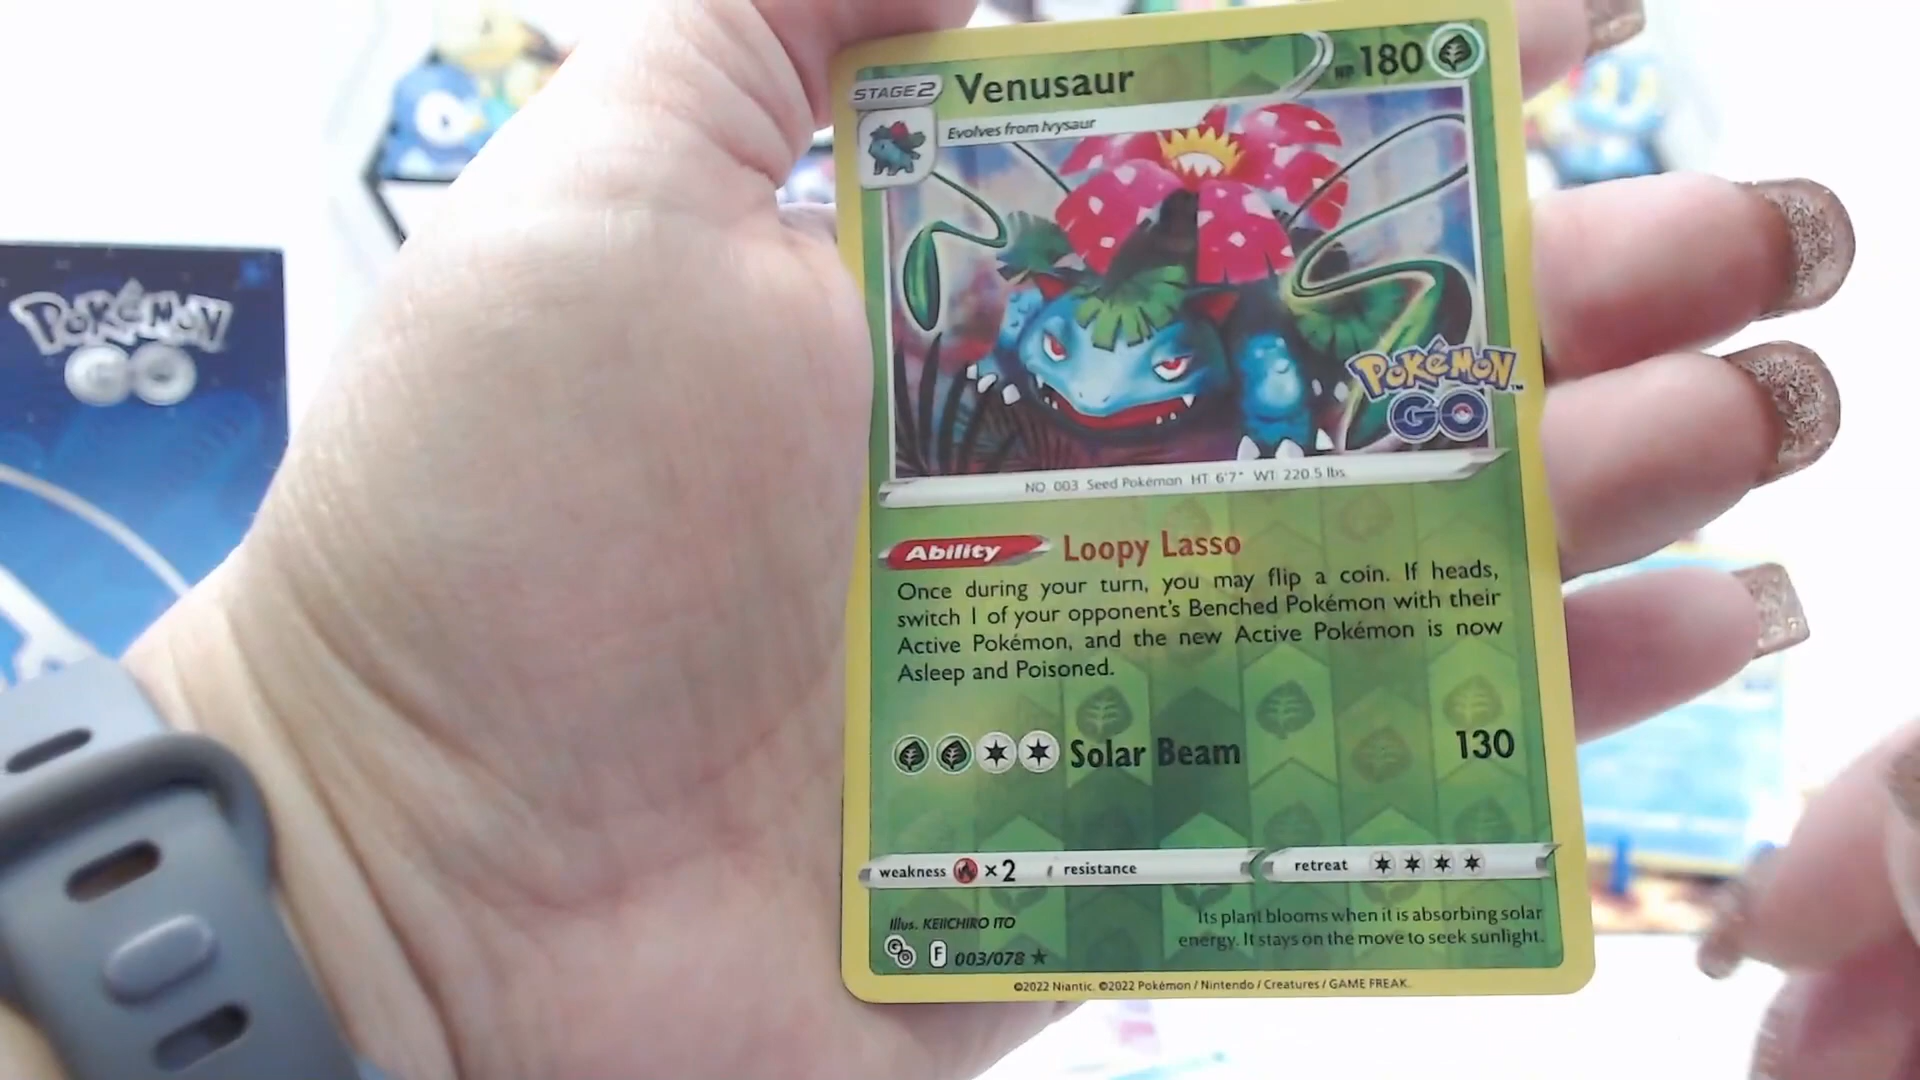 POKÉMON
GO
STAGE 2 Venusaur HP 180
Evolves from Ivysaur
POKÉMON™
GO
NO. 003 Seed Pokémon HT: 6'7" WT: 220.5 lbs.
Ability Loopy Lasso
Once during your turn, you may flip a coin. If heads,
switch 1 of your opponent's Benched Pokémon with their
Active Pokémon, and the new Active Pokémon is now
Asleep and Poisoned.
Solar Beam 130
weakness ×2 resistance retreat
Illus. KEIICHIRO ITO
Its plant blooms when it is absorbing solar
energy. It stays on the move to seek sunlight.
GO F 003/078 ★
©2022 Niantic. ©2022 Pokémon / Nintendo / Creatures / GAME FREAK.